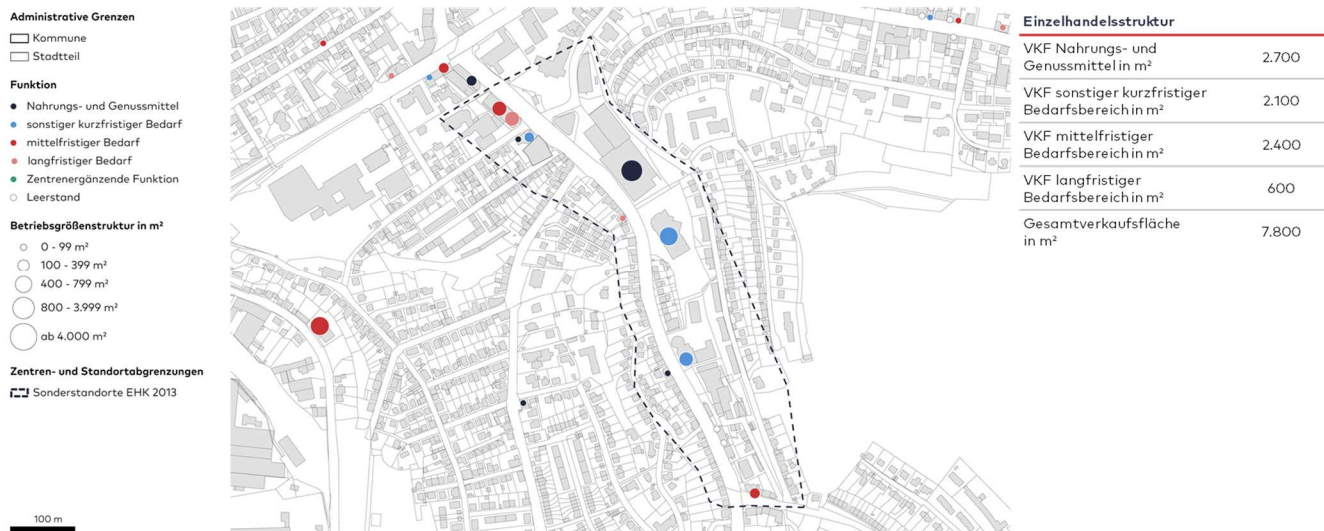 Administrative Grenzen
Kommune
Stadtteil
Funktion
Nahrungs- und Genussmittel
sonstiger kurzfristiger Bedarf
mittelfristiger Bedarf
langfristiger Bedarf
Zentrenergänzende Funktion
Leerstand
Betriebsgrößenstruktur in m²
0 - 99 m²
100 - 399 m²
400 - 799 m²
800 - 3.999 m²
ab 4.000 m²
Zentren- und Standortabgrenzungen
Sonderstandorte EHK 2013
100 m
Einzelhandelsstruktur
VKF Nahrungs- und
Genussmittel in m² 2.700
VKF sonstiger kurzfristiger
Bedarfsbereich in m² 2.100
VKF mittelfristiger
Bedarfsbereich in m² 2.400
VKF langfristiger
Bedarfsbereich in m² 600
Gesamtverkaufsfläche
in m² 7.800